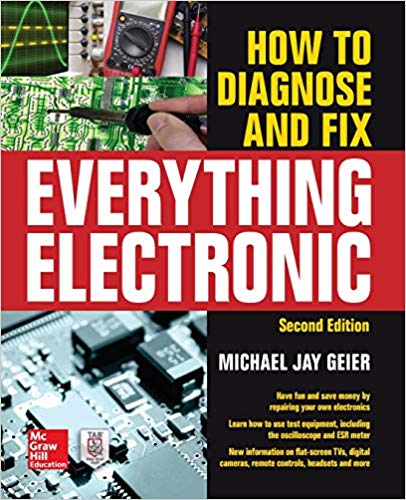 HOW TO
DIAGNOSE
AND FIX
EVERYTHING
ELECTRONIC
Second Edition
MICHAEL JAY GEIER
Have fun and save money by
repairing your own electronics
Learn how to use test equipment, including
the oscilloscope and ESR meter
New information on flat-screen TVs, digital
cameras, remote controls, headsets and more
Mc
Graw
Hill
Education
TAB